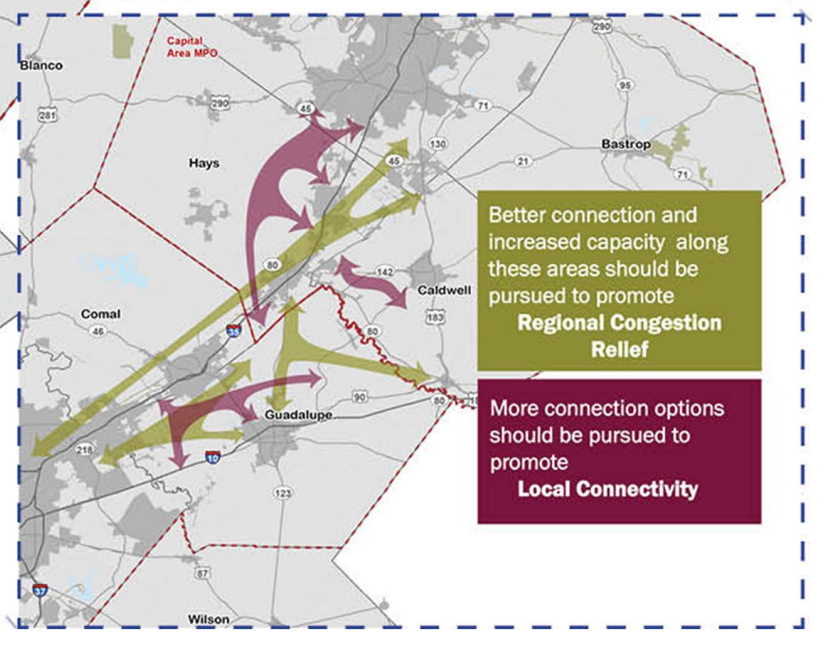 Capital
Area MPO
290
Blanco
95
281
290
45
71
130
Bastrop
Hays
45
21
71
Better connection and
increased capacity along
these areas should be
pursued to promote
Regional Congestion
Relief
80
142
Caldwell
Comal
183
46
35
80
More connection options
should be pursued to
promote
Local Connectivity
90
80
Guadalupe
218
10
123
87
37
Wilson